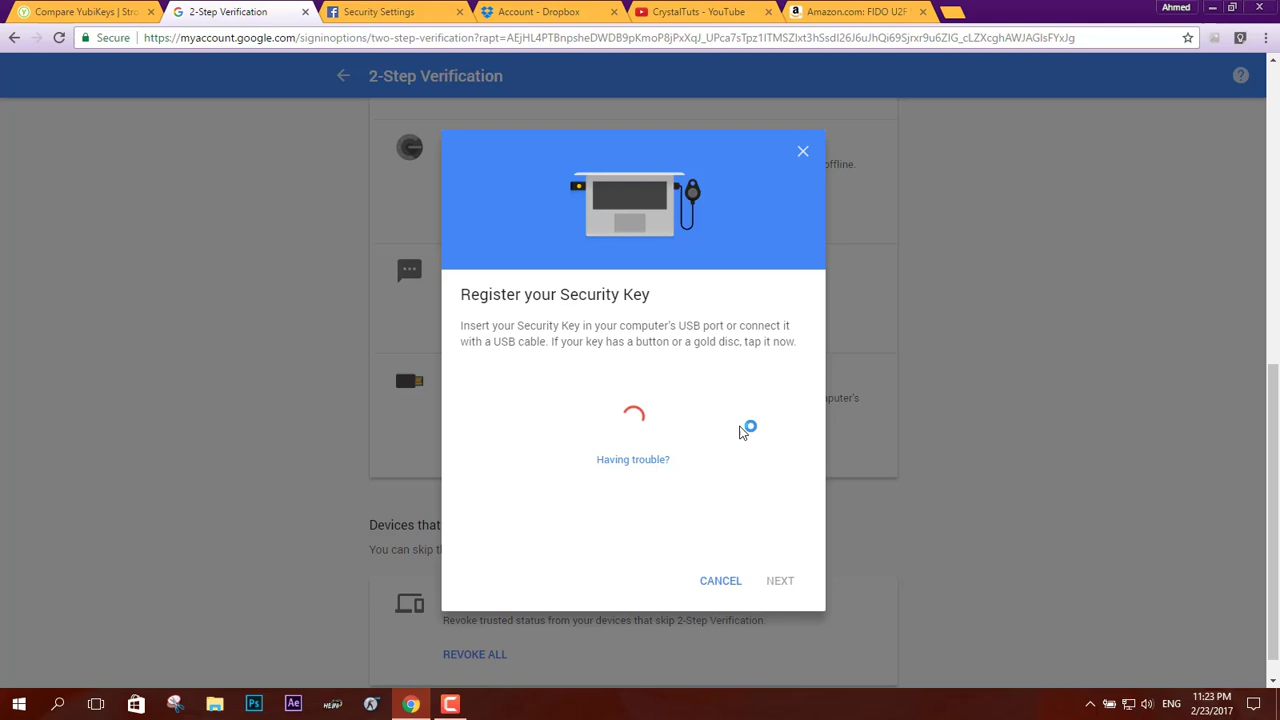 Compare YubiKeys | Stro
2-Step Verification
Security Settings
Account - Dropbox
CrystalTuts - YouTube
Amazon.com: FIDO U2F
Ahmed
Secure
https://myaccount.google.com/signinoptions/two-step-verification?rapt=AEjHL4PTBnpsheDWDB9pKmoP8jPxXqJ_UPca7sTpz1ITMSZIxt3hSsdI26J6uJhQi69Sjrxr9u6ZIG_cLZXcghAWJAGIsFYxJg
2-Step Verification
offline.
Register your Security Key
Insert your Security Key in your computer's USB port or connect it
with a USB cable. If your key has a button or a gold disc, tap it now.
puter's
Having trouble?
Devices that
You can skip t
CANCEL
NEXT
Revoke trusted status from your devices that skip 2-Step Verification.
REVOKE ALL
Ps
Ae
ENG
11:23 PM
2/23/2017